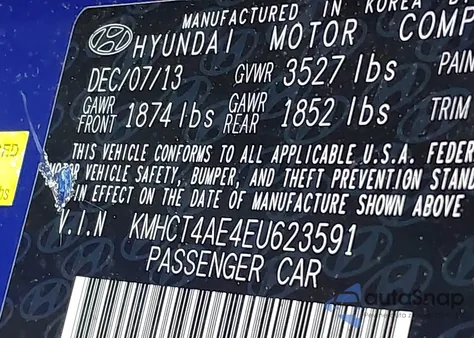 MANUFACTURED IN KOREA
HYUNDAI MOTOR COMP
DEC/07/13 GVWR 3527 lbs PAIN
GAWR FRONT 1874 lbs GAWR REAR 1852 lbs TRIM
THIS VEHICLE CONFORMS TO ALL APPLICABLE U.S.A. FEDER
MOTOR VEHICLE SAFETY, BUMPER, AND THEFT PREVENTION STAND
IN EFFECT ON THE DATE OF MANUFACTURE SHOWN ABOVE
V.I.N KMHCT4AE4EU623591
PASSENGER CAR
autoSnap